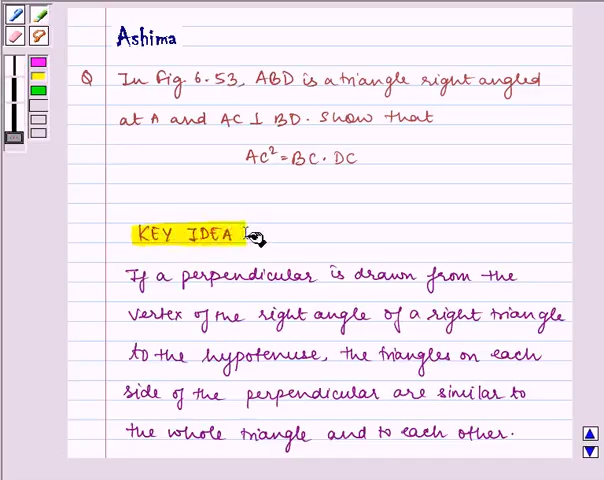 Ashima
Q In Fig 6.53, ABD is a triangle right angled
at A and AC ⊥ BD. Show that
AC² = BC · DC
KEY IDEA
If a perpendicular is drawn from the
vertex of the right angle of a right triangle
to the hypotenuse, the triangles on each
side of the perpendicular are similar to
the whole triangle and to each other.